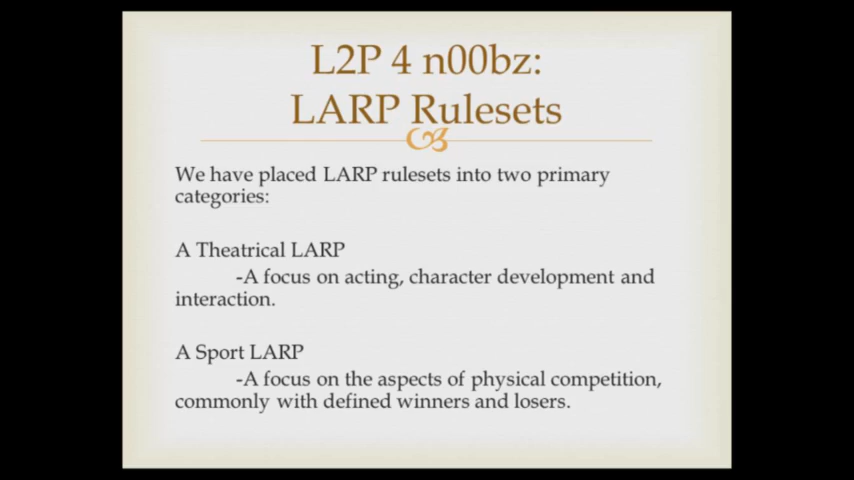 L2P 4 n00bz:
LARP Rulesets
We have placed LARP rulesets into two primary
categories:
A Theatrical LARP
-A focus on acting, character development and
interaction.
A Sport LARP
-A focus on the aspects of physical competition,
commonly with defined winners and losers.